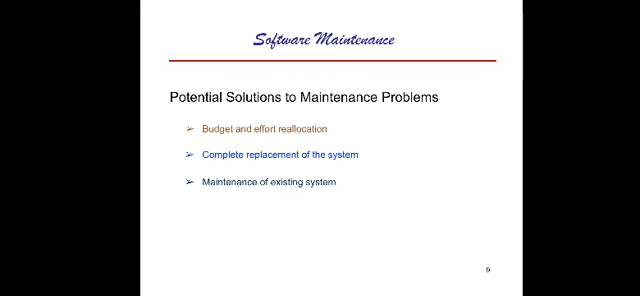 Software Maintenance
Potential Solutions to Maintenance Problems
➢ Budget and effort reallocation
➢ Complete replacement of the system
➢ Maintenance of existing system
9